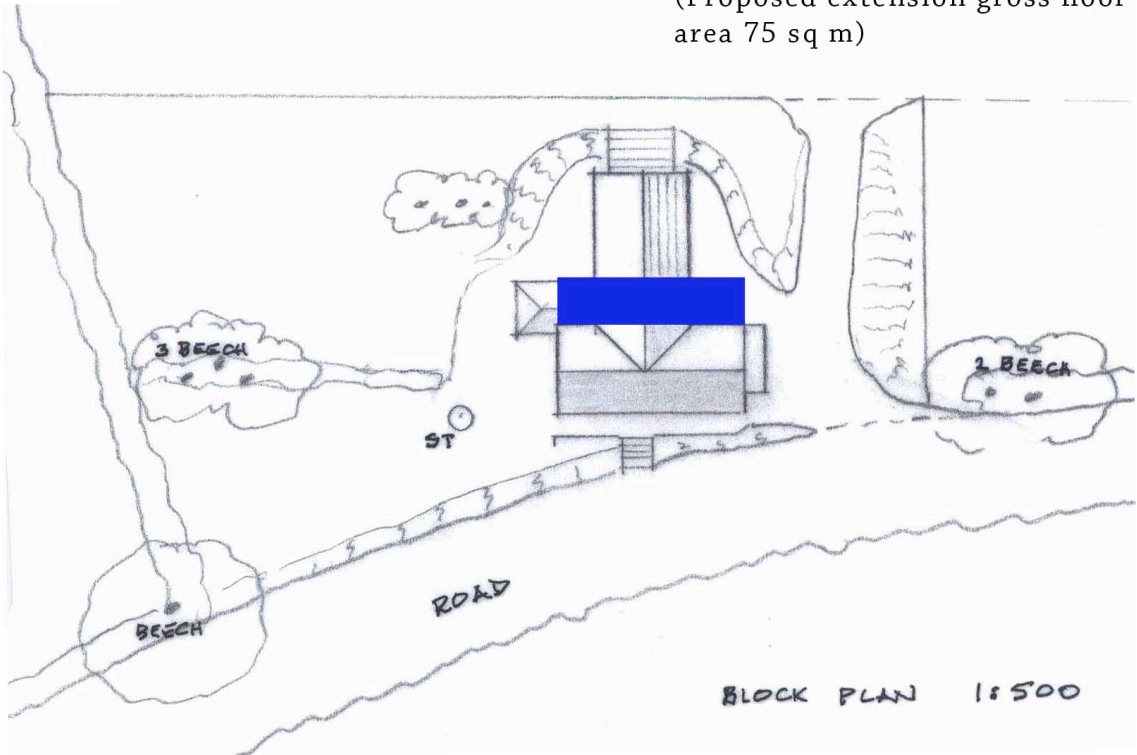 (Proposed extension gross floor
area 75 sq m)
3 BEECH
2 BEECH
ST
ROAD
BEECH
BLOCK PLAN 1:500